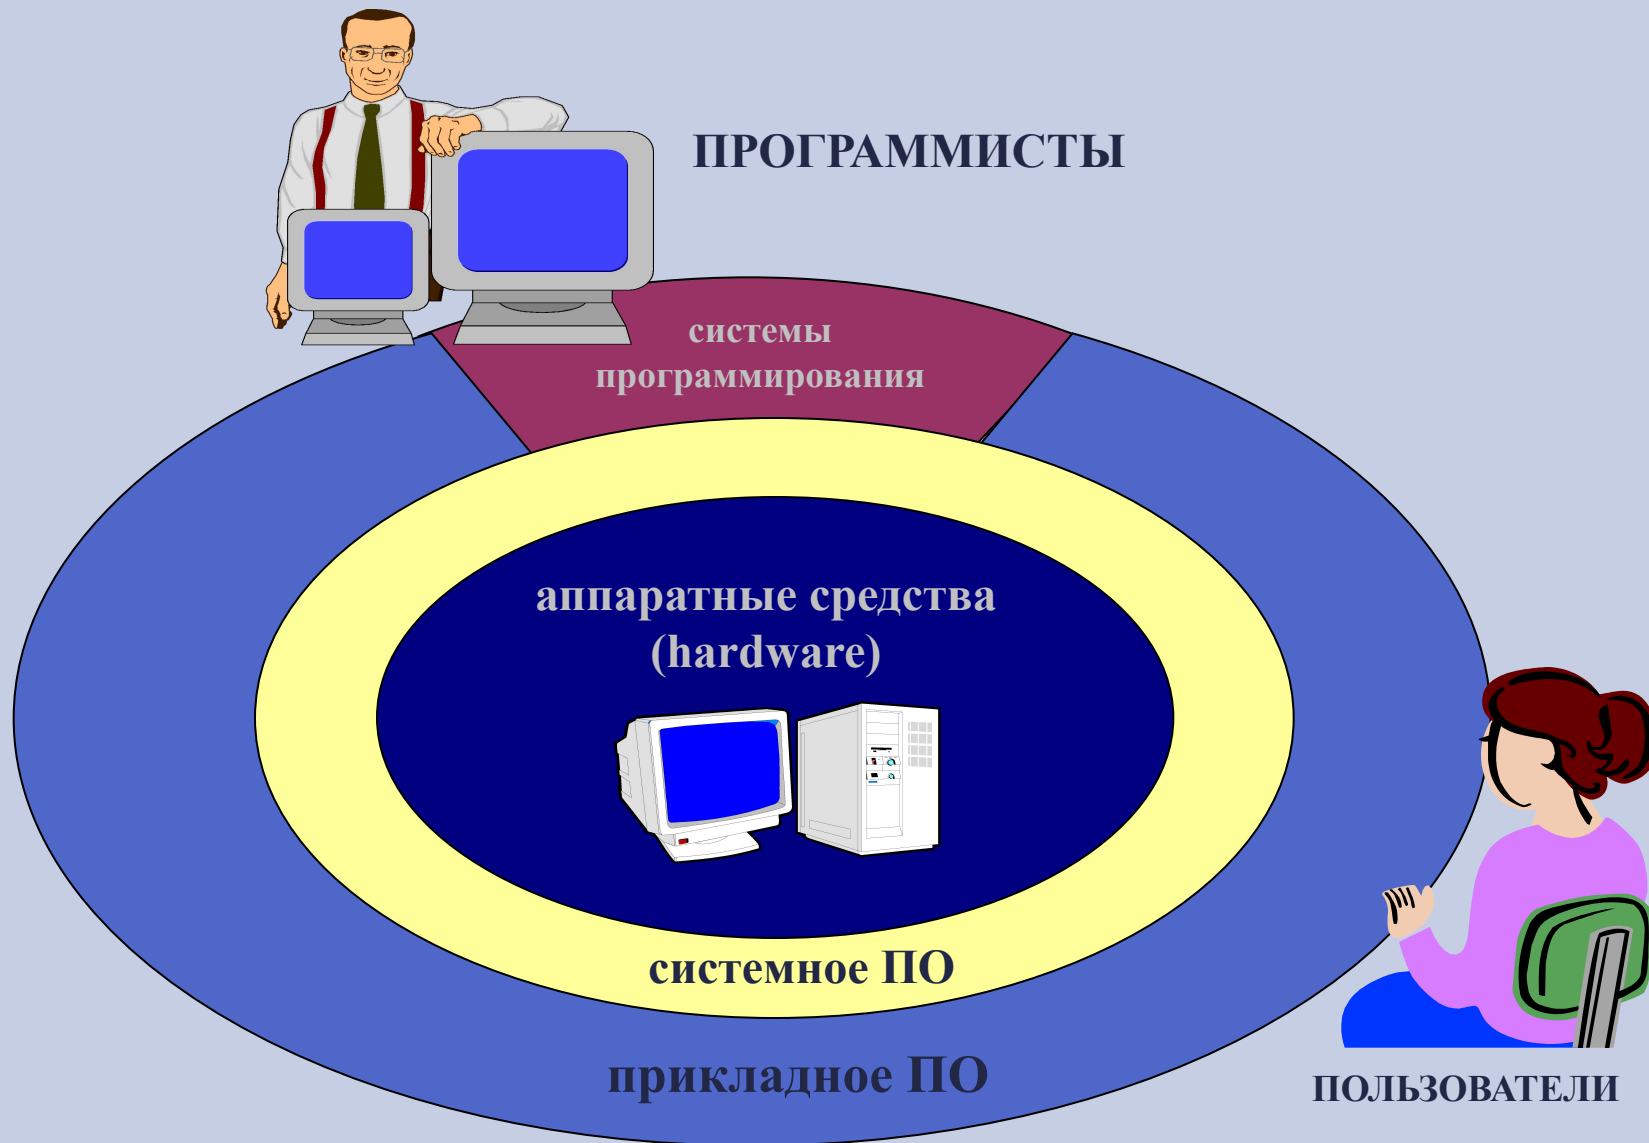 ПРОГРАММИСТЫ
системы
программирования
аппаратные средства
(hardware)
системное ПО
прикладное ПО
ПОЛЬЗОВАТЕЛИ